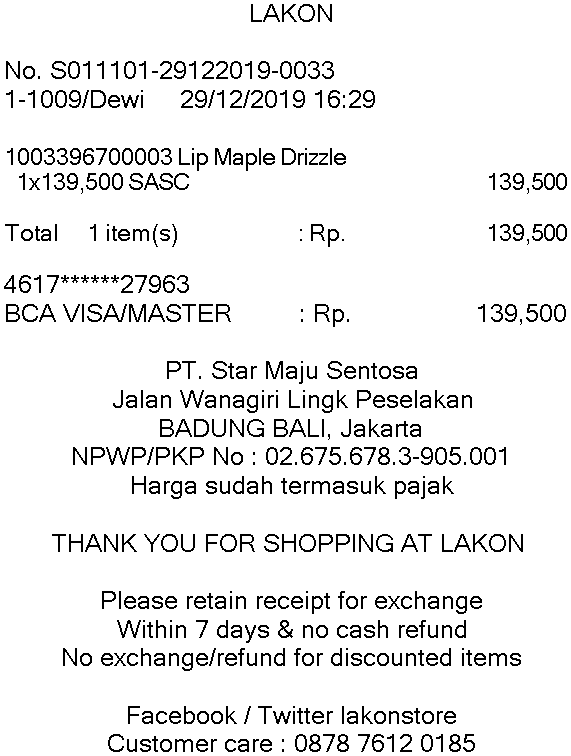 LAKON
No. S011101-29122019-0033
1-1009/Dewi 29/12/2019 16:29
1003396700003 Lip Maple Drizzle
1x139,500 SASC 139,500
Total 1 item(s) : Rp. 139,500
4617******27963
BCA VISA/MASTER : Rp. 139,500
PT. Star Maju Sentosa
Jalan Wanagiri Lingk Peselakan
BADUNG BALI, Jakarta
NPWP/PKP No : 02.675.678.3-905.001
Harga sudah termasuk pajak
THANK YOU FOR SHOPPING AT LAKON
Please retain receipt for exchange
Within 7 days & no cash refund
No exchange/refund for discounted items
Facebook / Twitter lakonstore
Customer care : 0878 7612 0185